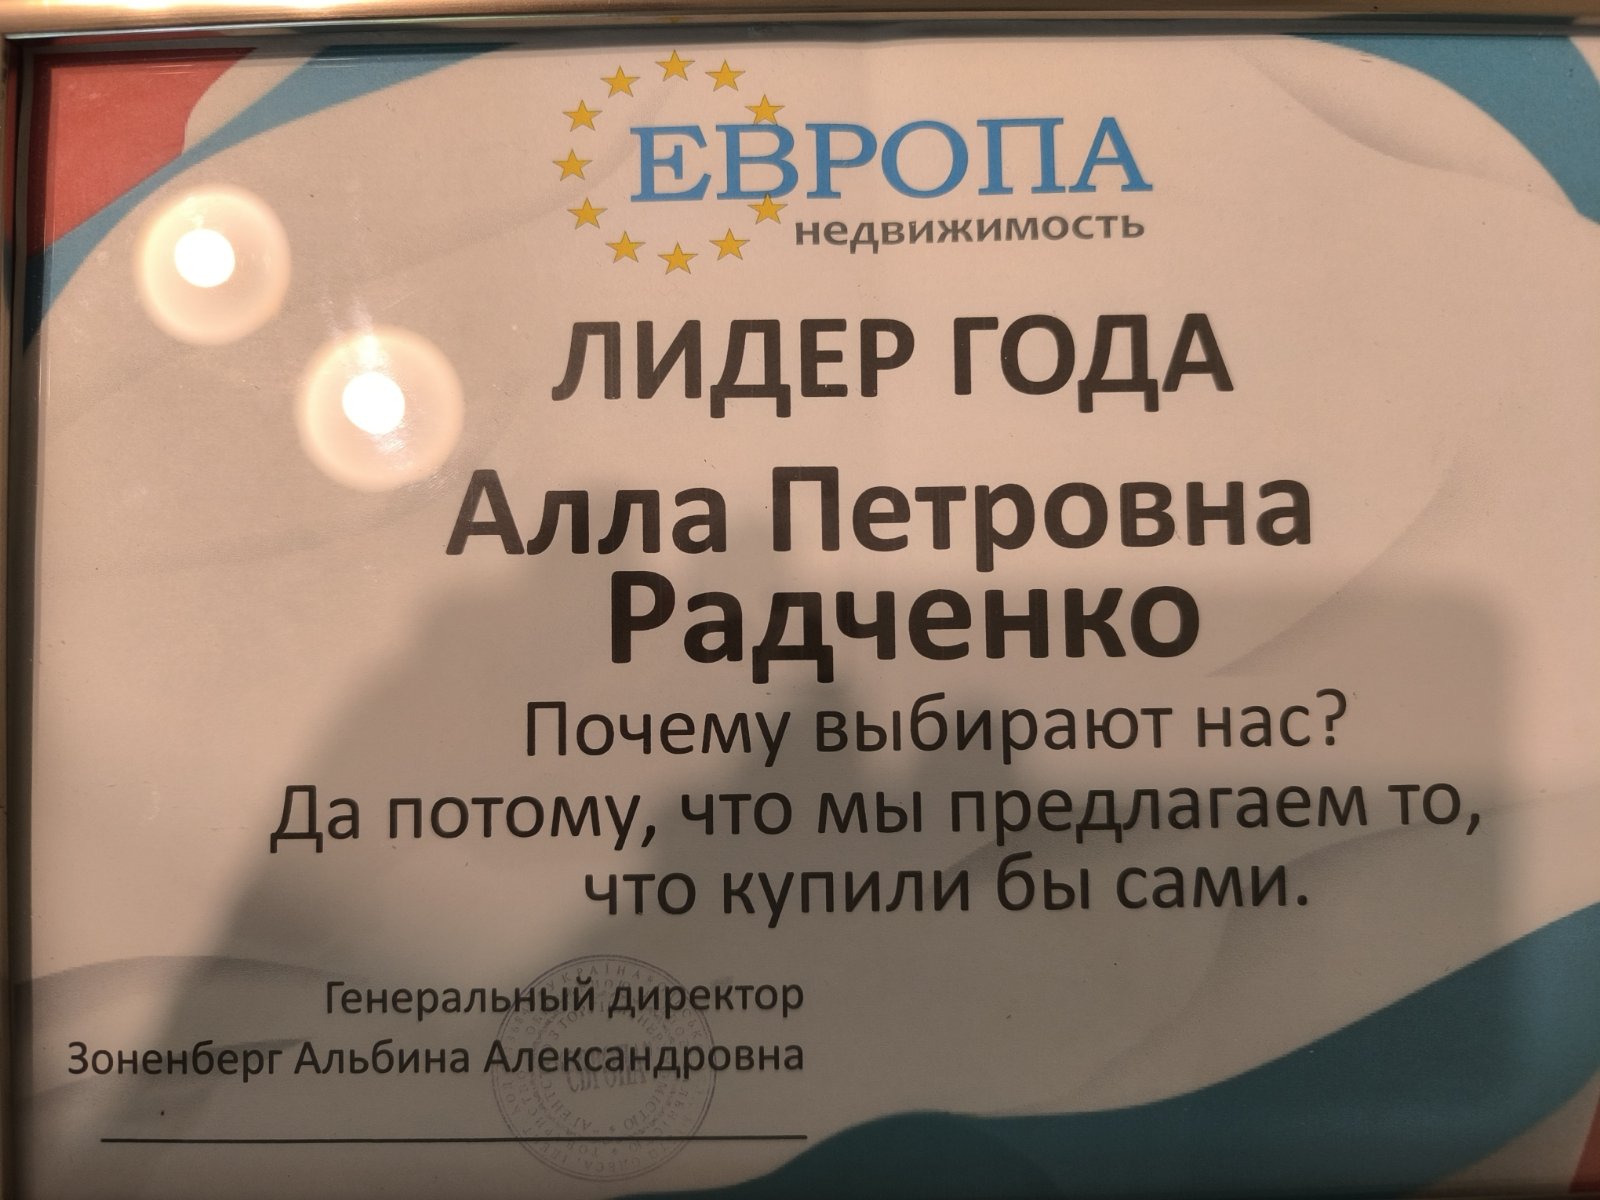 ЕВРОПА
недвижимость
ЛИДЕР ГОДА
Алла Петровна
Радченко
Почему выбирают нас?
Да потому, что мы предлагаем то,
что купили бы сами.
Генеральный директор
Зоненберг Альбина Александровна
УКРАЇНА